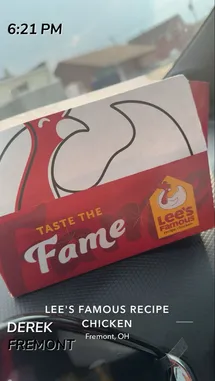 6:21 PM
TASTE THE
Fame
Lee's
Famous
LEE'S FAMOUS RECIPE
CHICKEN
Fremont, OH
DEREK
FREMONT